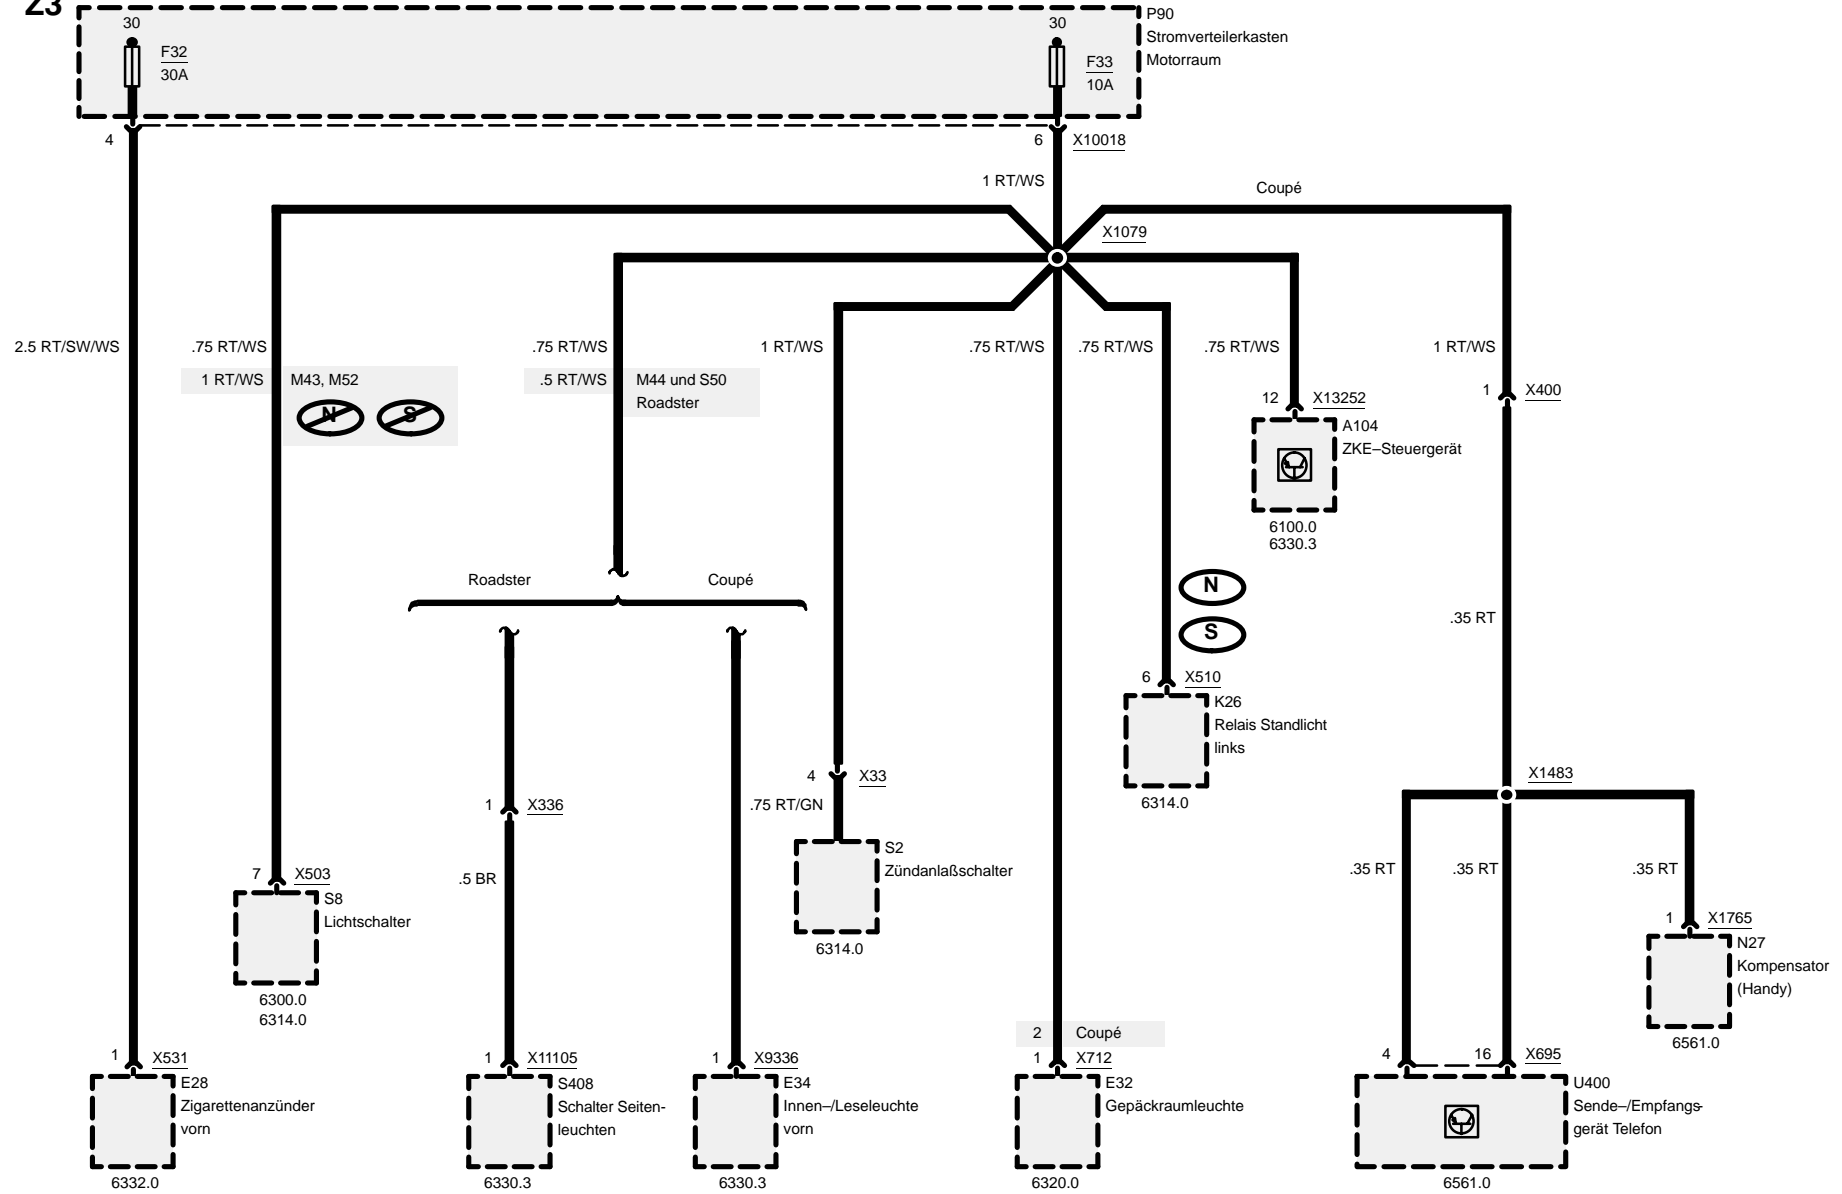 Z3
P90
Stromverteilerkasten
Motorraum
30
F32
30A
30
F33
10A
4
6
X10018
1 RT/WS
Coupé
X1079
2.5 RT/SW/WS
.75 RT/WS
.75 RT/WS
1 RT/WS
.75 RT/WS
.75 RT/WS
.75 RT/WS
1 RT/WS
1 RT/WS
M43, M52
N
S
.5 RT/WS
M44 und S50
Roadster
12
X13252
1
X400
A104
ZKE–Steuergerät
6100.0
6330.3
Roadster
Coupé
N
S
.35 RT
6
X510
K26
Relais Standlicht
links
6314.0
4
X33
X1483
1
X336
.75 RT/GN
S2
Zündanlaßschalter
6314.0
7
X503
S8
Lichtschalter
6300.0
6314.0
.5 BR
.35 RT
.35 RT
.35 RT
1
X1765
N27
Kompensator
(Handy)
6561.0
2
Coupé
1
X531
E28
Zigarettenanzünder
vorn
6332.0
1
X11105
S408
Schalter Seiten-
leuchten
6330.3
1
X9336
E34
Innen–/Leseleuchte
vorn
6330.3
1
X712
E32
Gepäckraumleuchte
6320.0
4
16
X695
U400
Sende–/Empfangs-
gerät Telefon
6561.0